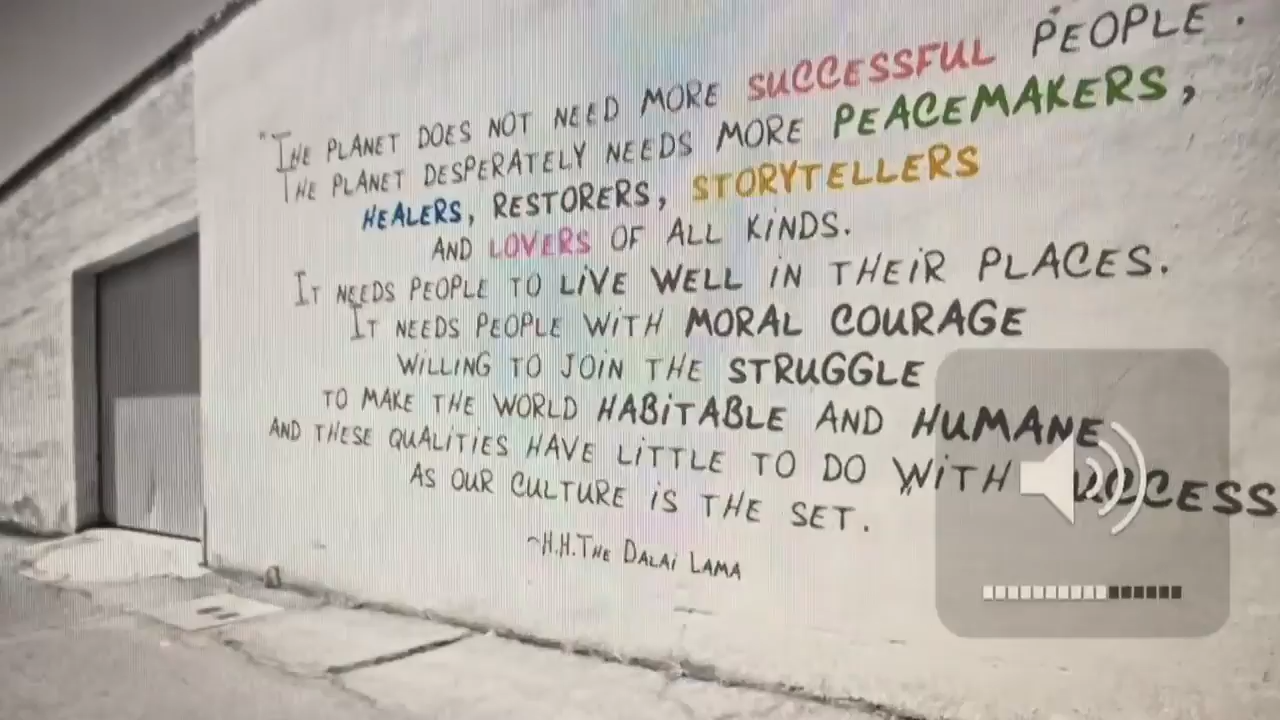 "THE PLANET DOES NOT NEED MORE SUCCESSFUL PEOPLE.
THE PLANET DESPERATELY NEEDS MORE PEACEMAKERS,
HEALERS, RESTORERS, STORYTELLERS
AND LOVERS OF ALL KiNDS.
IT NEEDS PEOPLE TO LiVE WELL iN THEiR PLACES.
IT NEEDS PEOPLE WiTH MORAL COURAGE
WiLLING TO JOiN THE STRUGGLE
TO MAKE THE WORLD HABiTABLE AND HUMANE
AND THESE QUALiTiES HAVE LiTTLE TO DO WiTH SUCCESS
AS OUR CULTURE iS THE SET.
~H.H.THE DALAi LAMA